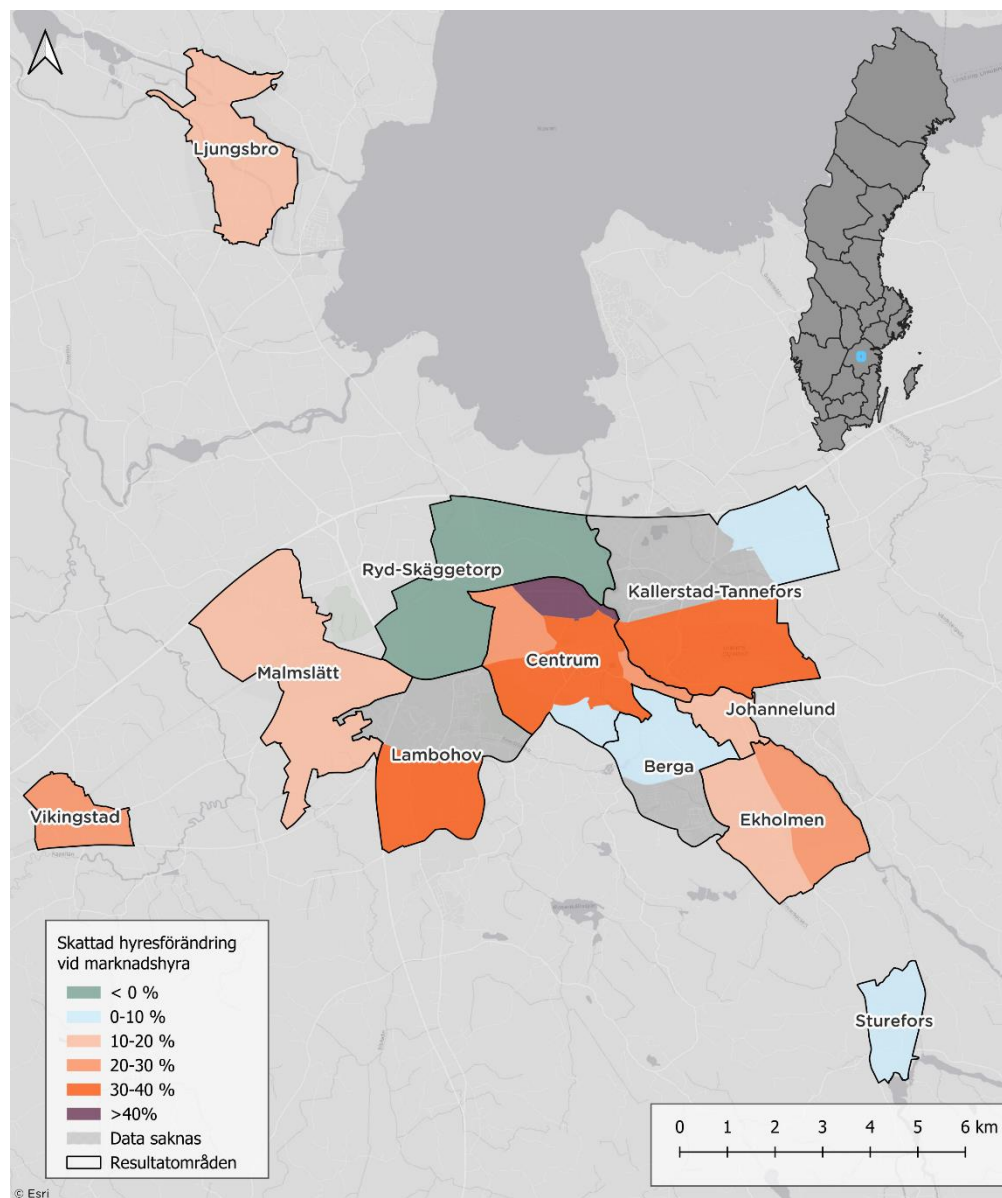 Ljungsbro
Ryd-Skäggetorp
Kallerstad-Tannefors
Malmslätt
Centrum
Johannelund
Lambohov
Berga
Vikingstad
Ekholmen
Sturefors
Skattad hyresförändring
vid marknadshyra
< 0 %
0-10 %
10-20 %
20-30 %
30-40 %
>40%
Data saknas
Resultatområden
0 1 2 3 4 5 6 km
© Esri